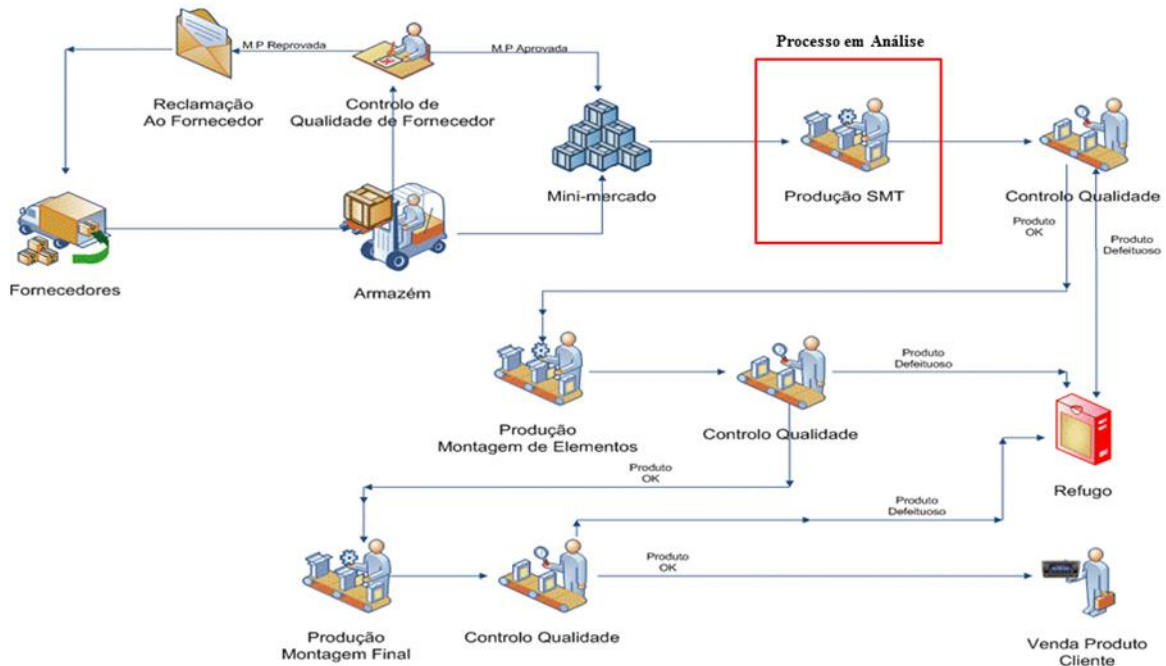 Processo em Análise
M.P Reprovada
M.P Aprovada
Reclamação
Ao Fornecedor
Controlo de
Qualidade de Fornecedor
Mini-mercado
Produção SMT
Controlo Qualidade
Fornecedores
Armazém
Produto
OK
Produto
Defeituoso
Produção
Montagem de Elementos
Controlo Qualidade
Produto
Defeituoso
Refugo
Produto
OK
Produto
Defeituoso
Produção
Montagem Final
Controlo Qualidade
Produto
OK
Venda Produto
Cliente